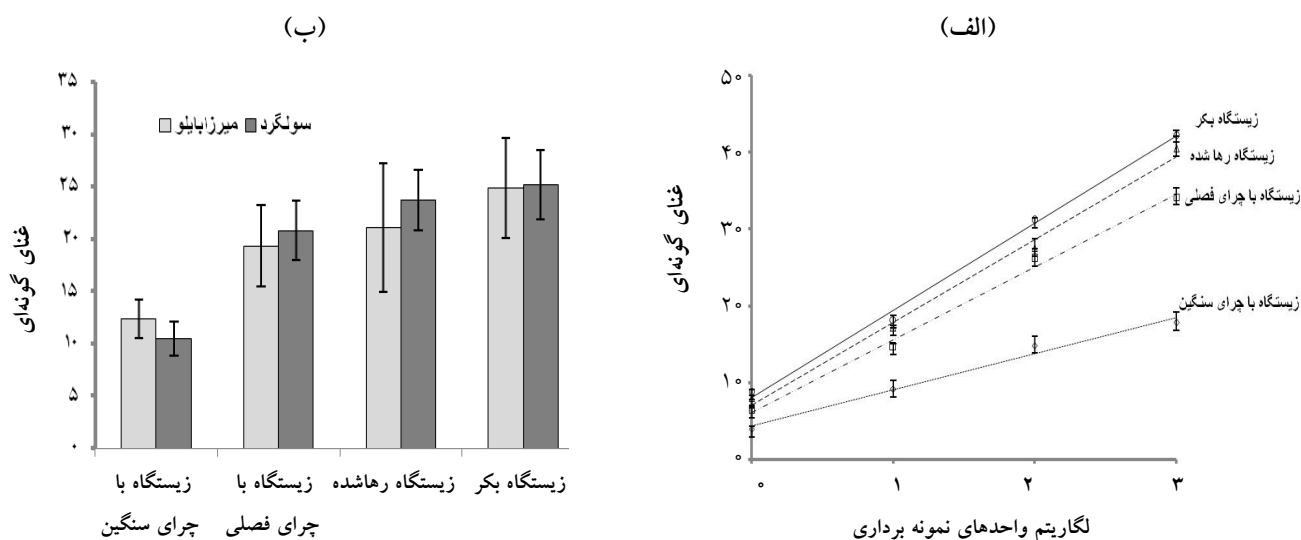 (الف)
غنای گونه‌ای
۵۰
۴۰
۳۰
۲۰
۱۰
۰
زیستگاه بکر
زیستگاه رها شده
زیستگاه با چرای فصلی
زیستگاه با چرای سنگین
۰ ۱ ۲ ۳
لگاریتم واحدهای نمونه برداری
(ب)
غنای گونه‌ای
۳۵
۳۰
۲۵
۲۰
۱۵
۱۰
۵
۰
میرزابایلو سولگرد
زیستگاه با چرای سنگین
زیستگاه با چرای فصلی
زیستگاه رهاشده
زیستگاه بکر